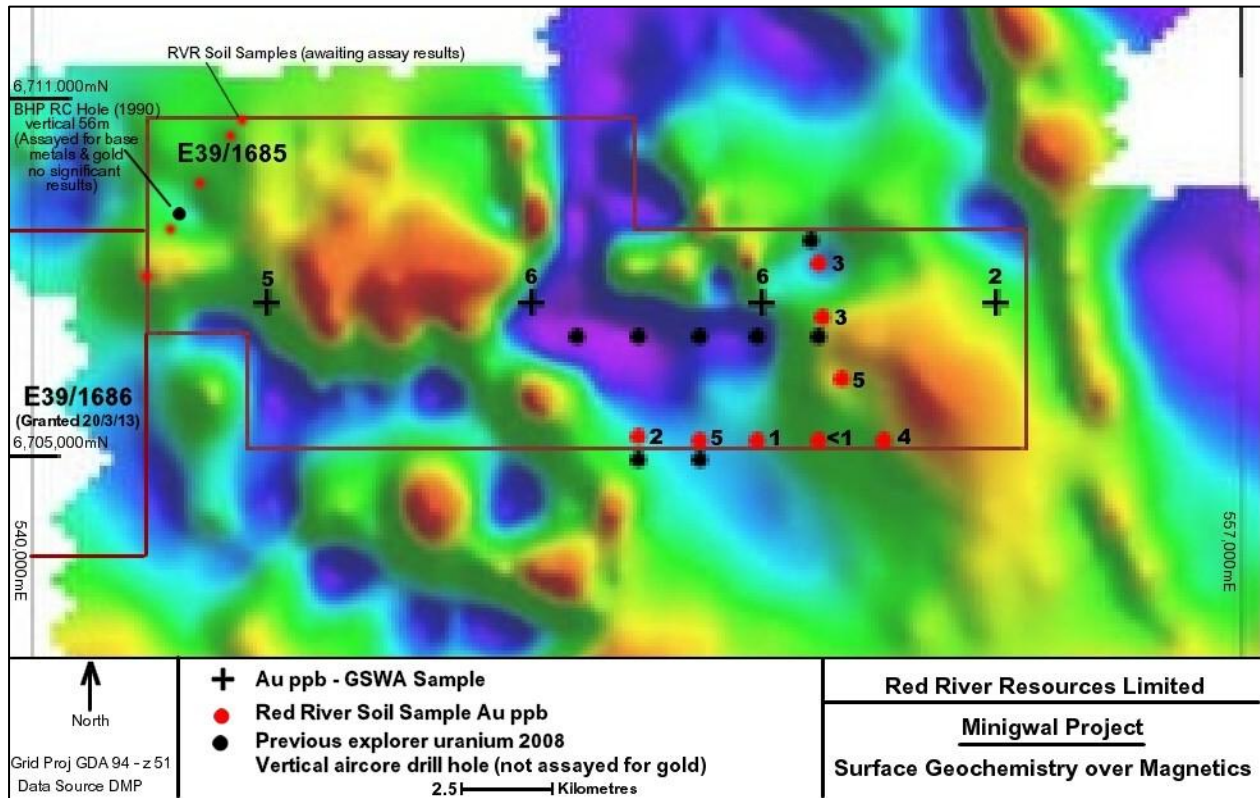 RVR Soil Samples (awaiting assay results)
6,711,000mN
BHP RC Hole (1990)
vertical 56m
(Assayed for base
metals & gold
no significant
results)
E39/1685
5
6
6
3
2
3
5
E39/1686
(Granted 20/3/13)
6,705,000mN
2
5
1
<1
4
540,000mE
557,000mE
North
Grid Proj GDA 94 - z 51
Data Source DMP
Au ppb - GSWA Sample
Red River Soil Sample Au ppb
Previous explorer uranium 2008
Vertical aircore drill hole (not assayed for gold)
2.5 Kilometres
Red River Resources Limited
Minigwal Project
Surface Geochemistry over Magnetics